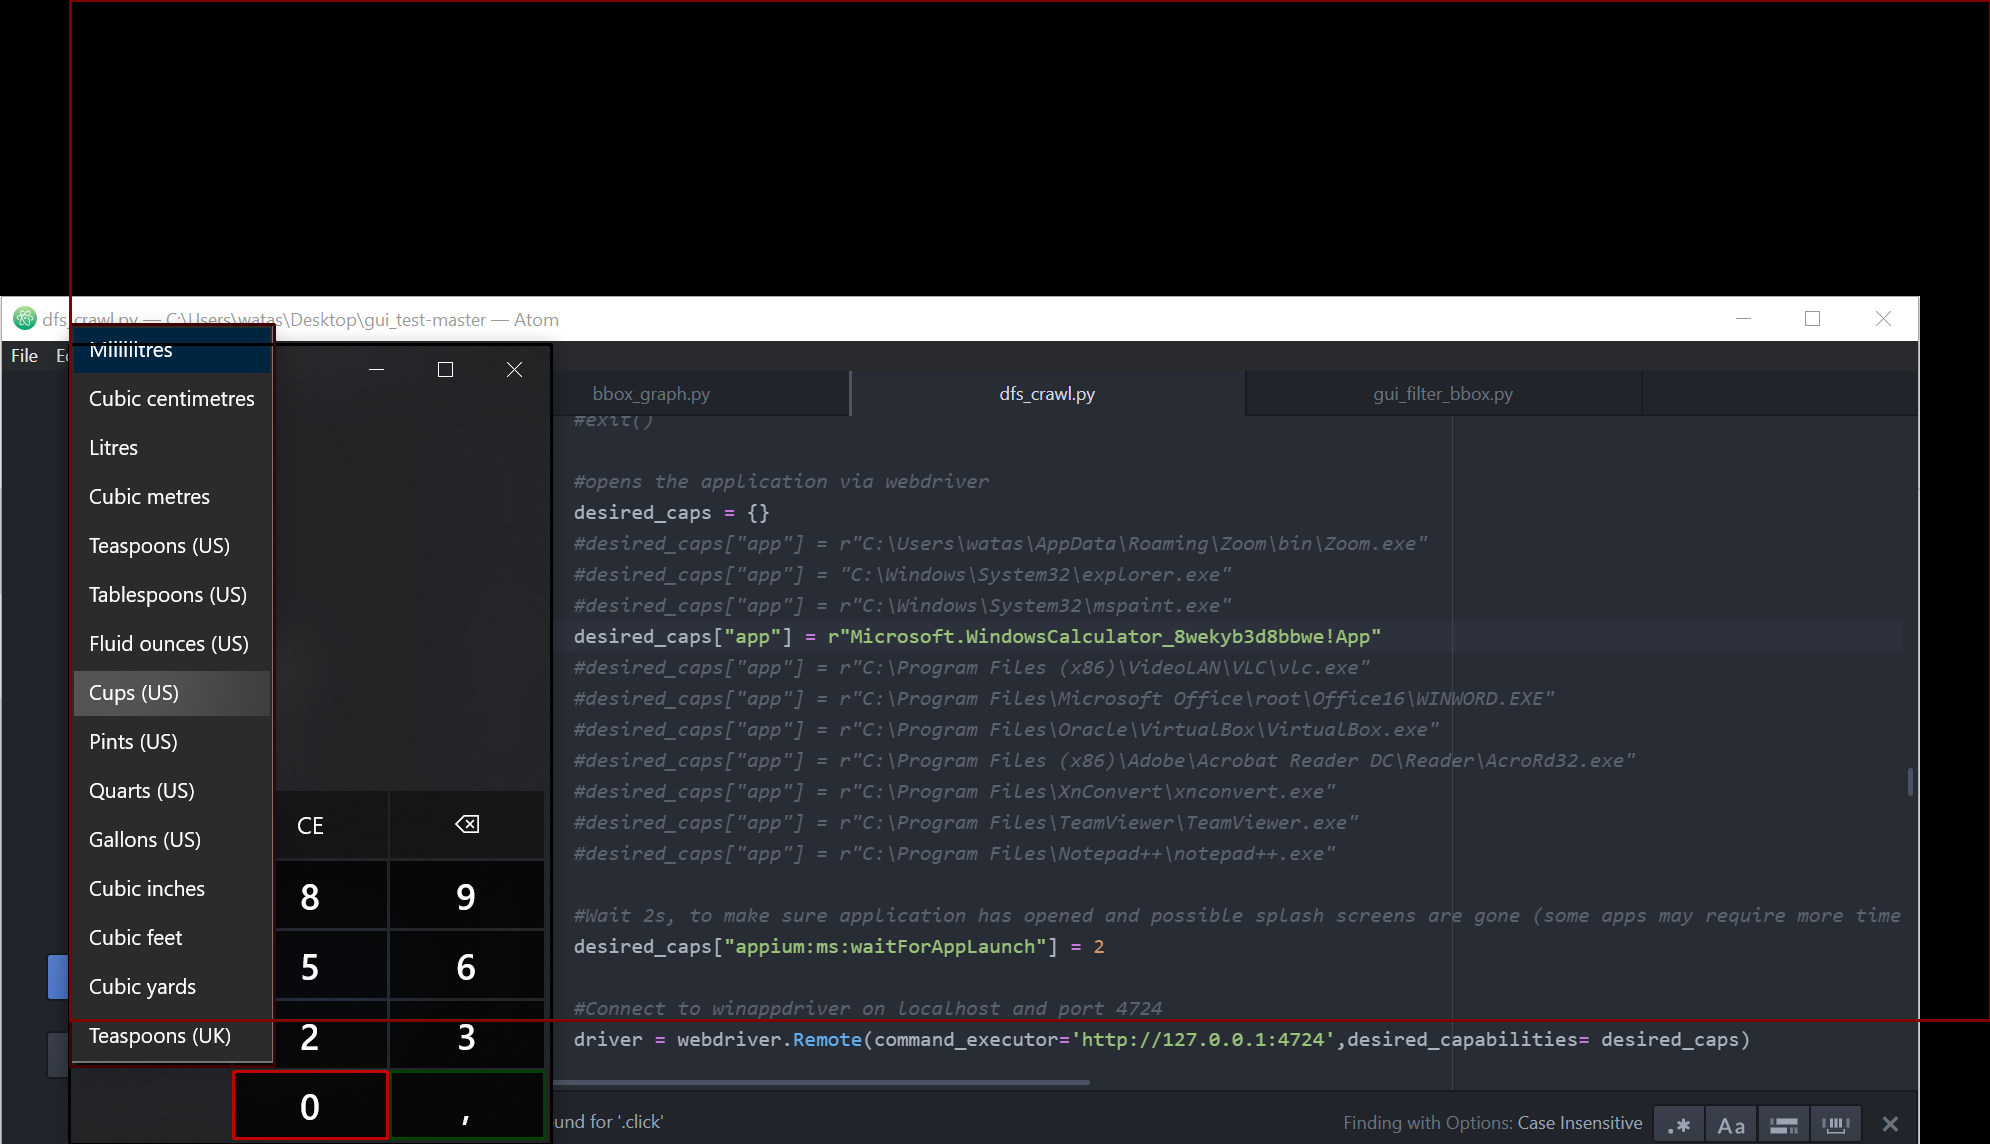 dfs_crawl.py — C:\Users\watas\Desktop\gui_test-master — Atom
File
Millilitres
Cubic centimetres
Litres
Cubic metres
Teaspoons (US)
Tablespoons (US)
Fluid ounces (US)
Cups (US)
Pints (US)
Quarts (US)
Gallons (US)
Cubic inches
Cubic feet
Cubic yards
Teaspoons (UK)
CE
8 9
5 6
2 3
0 ,
bbox_graph.py dfs_crawl.py gui_filter_bbox.py
#exit()
#opens the application via webdriver
desired_caps = {}
#desired_caps["app"] = r"C:\Users\watas\AppData\Roaming\Zoom\bin\Zoom.exe"
#desired_caps["app"] = "C:\Windows\System32\explorer.exe"
#desired_caps["app"] = r"C:\Windows\System32\mspaint.exe"
desired_caps["app"] = r"Microsoft.WindowsCalculator_8wekyb3d8bbwe!App"
#desired_caps["app"] = r"C:\Program Files (x86)\VideoLAN\VLC\vlc.exe"
#desired_caps["app"] = r"C:\Program Files\Microsoft Office\root\Office16\WINWORD.EXE"
#desired_caps["app"] = r"C:\Program Files\Oracle\VirtualBox\VirtualBox.exe"
#desired_caps["app"] = r"C:\Program Files (x86)\Adobe\Acrobat Reader DC\Reader\AcroRd32.exe"
#desired_caps["app"] = r"C:\Program Files\XnConvert\xnconvert.exe"
#desired_caps["app"] = r"C:\Program Files\TeamViewer\TeamViewer.exe"
#desired_caps["app"] = r"C:\Program Files\Notepad++\notepad++.exe"
#Wait 2s, to make sure application has opened and possible splash screens are gone (some apps may require more time
desired_caps["appium:ms:waitForAppLaunch"] = 2
#Connect to winappdriver on localhost and port 4724
driver = webdriver.Remote(command_executor='http://127.0.0.1:4724',desired_capabilities= desired_caps)
und for '.click'
Finding with Options: Case Insensitive
.* Aa